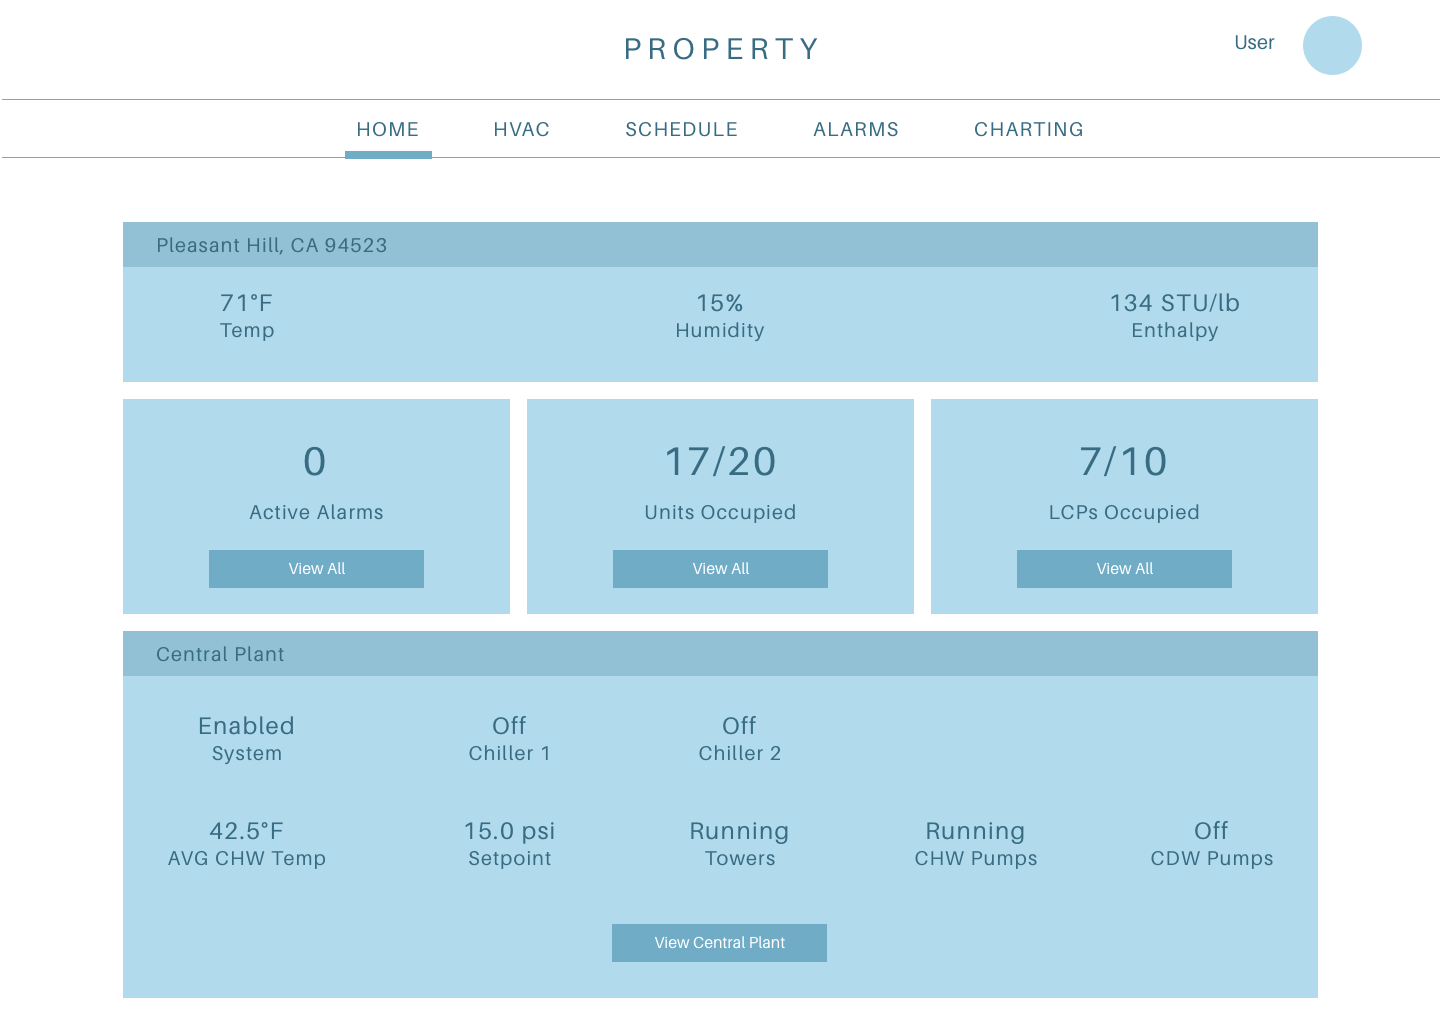 PROPERTY
User
HOME HVAC SCHEDULE ALARMS CHARTING
Pleasant Hill, CA 94523
71°F 15% 134 STU/lb
Temp Humidity Enthalpy
0 17/20 7/10
Active Alarms Units Occupied LCPs Occupied
View All View All View All
Central Plant
Enabled Off Off
System Chiller 1 Chiller 2
42.5°F 15.0 psi Running Running Off
AVG CHW Temp Setpoint Towers CHW Pumps CDW Pumps
View Central Plant